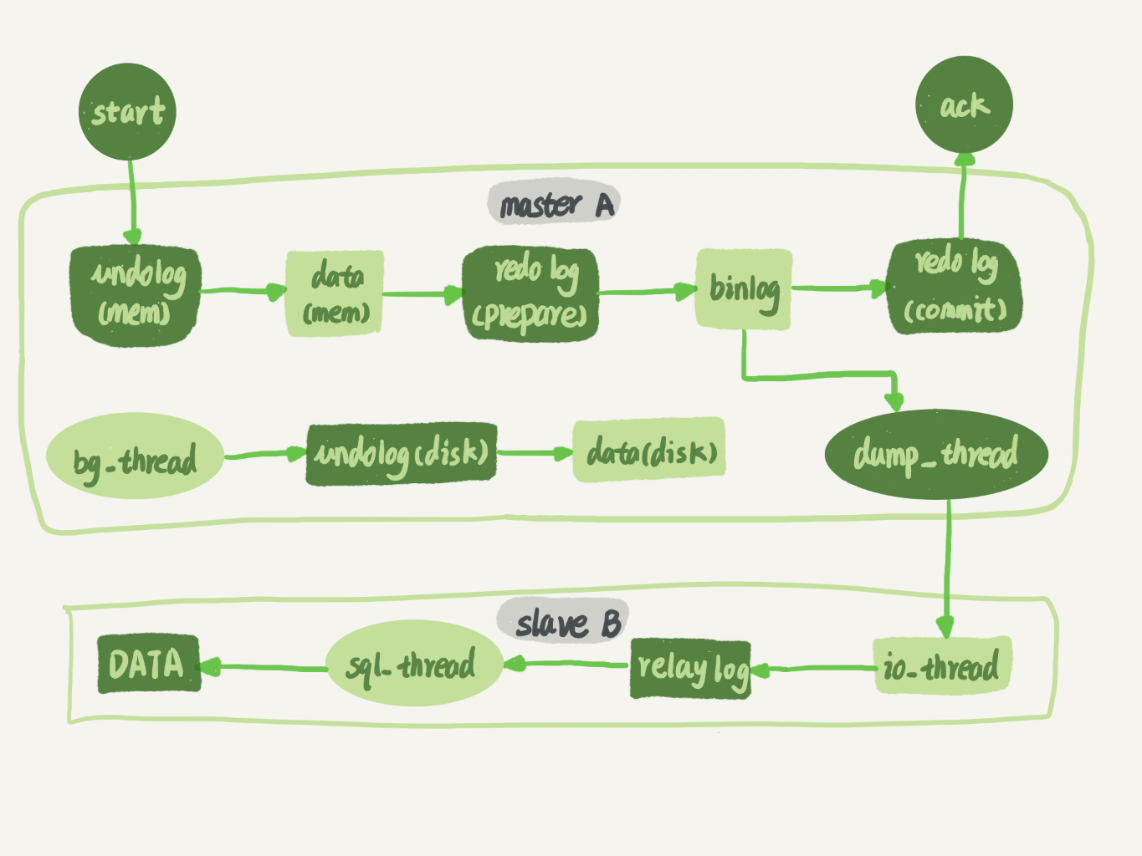 start
ack
master A
undolog
(mem)
data
(mem)
redo log
(prepare)
binlog
redo log
(commit)
bg_thread
undolog(disk)
data(disk)
dump_thread
slave B
DATA
sql_thread
relay log
io_thread